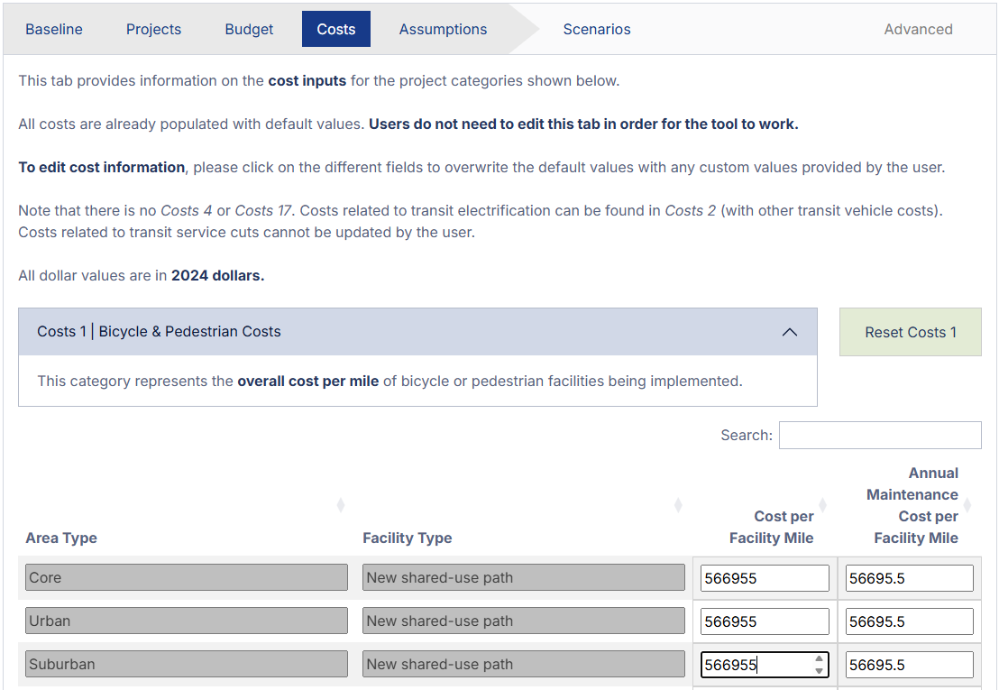 Baseline Projects Budget Costs Assumptions Scenarios Advanced
This tab provides information on the cost inputs for the project categories shown below.
All costs are already populated with default values. Users do not need to edit this tab in order for the tool to work.
To edit cost information, please click on the different fields to overwrite the default values with any custom values provided by the user.
Note that there is no Costs 4 or Costs 17. Costs related to transit electrification can be found in Costs 2 (with other transit vehicle costs).
Costs related to transit service cuts cannot be updated by the user.
All dollar values are in 2024 dollars.
Costs 1 | Bicycle & Pedestrian Costs
Reset Costs 1
This category represents the overall cost per mile of bicycle or pedestrian facilities being implemented.
Search:
Area Type
Facility Type
Cost per
Facility Mile
Annual
Maintenance
Cost per
Facility Mile
Core New shared-use path 566955 56695.5
Urban New shared-use path 566955 56695.5
Suburban New shared-use path 566955 56695.5